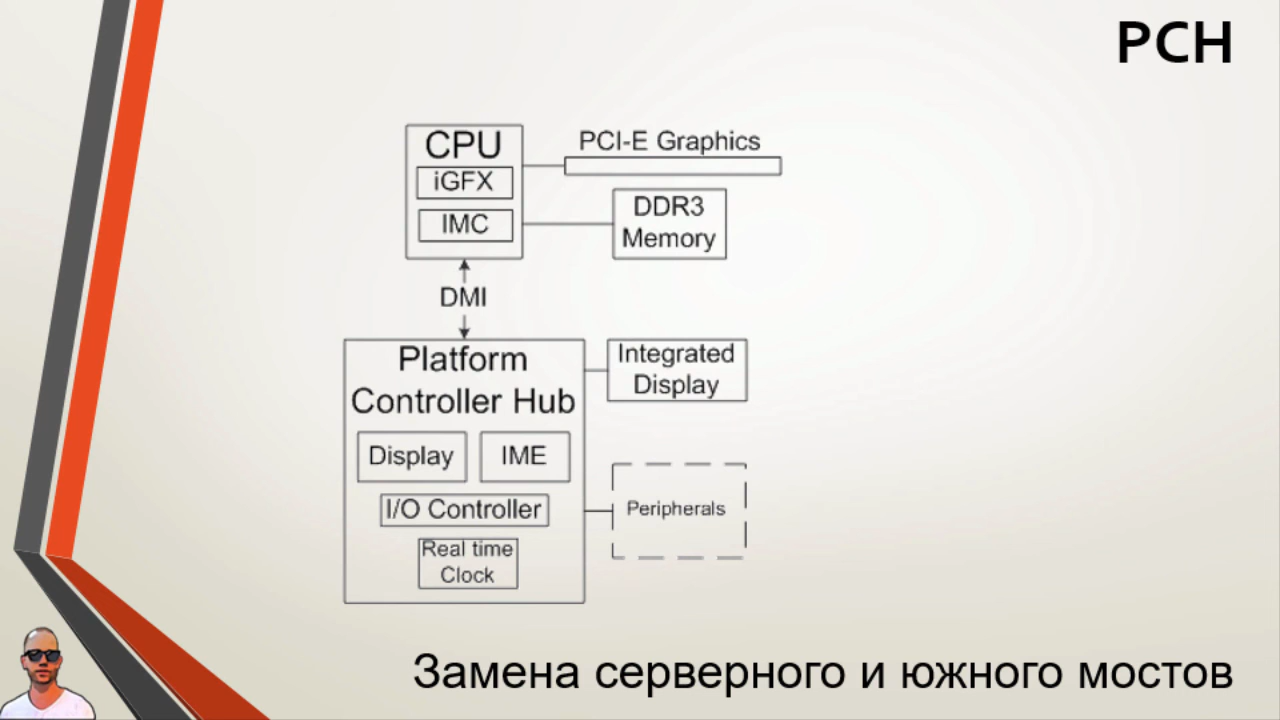 PCH
CPU
iGFX
IMC
PCI-E Graphics
DDR3
Memory
DMI
Platform
Controller Hub
Display
IME
I/O Controller
Real time
Clock
Integrated
Display
Peripherals
Замена серверного и южного мостов